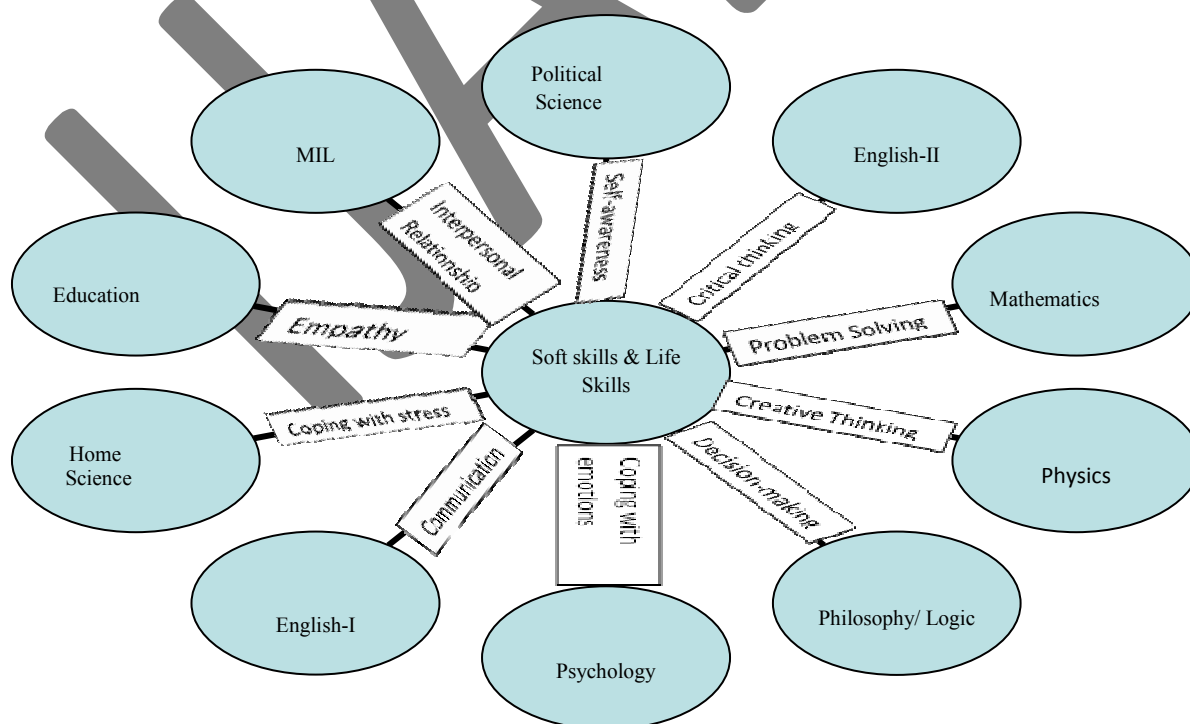 Political
Science
MIL
English-II
Self-awareness
Interpersonal
Relationship
Critical thinking
Education
Mathematics
Empathy
Problem Solving
Soft skills & Life
Skills
Creative Thinking
Coping with stress
Home
Science
Communication
Coping with
emotions
Decision-making
Physics
English-I
Philosophy/ Logic
Psychology